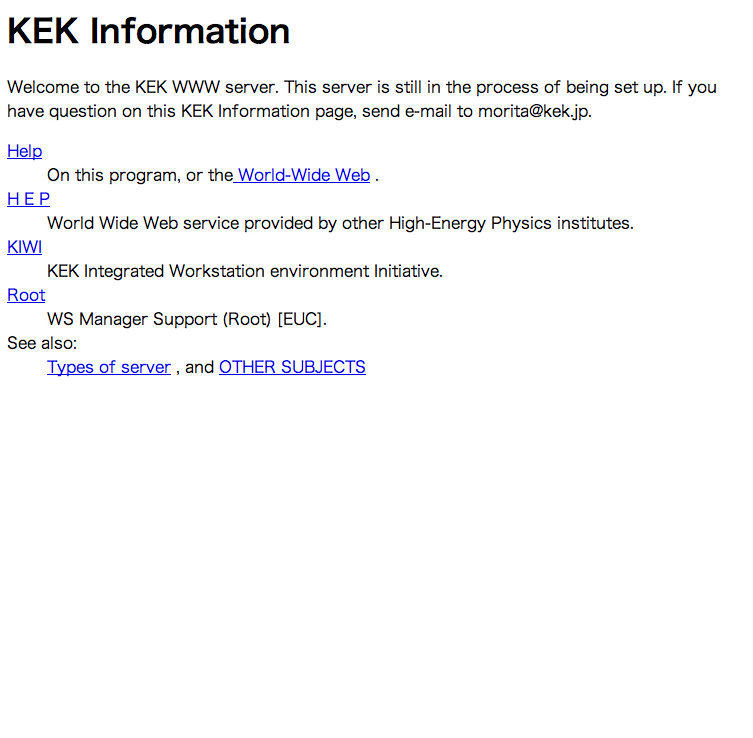 KEK Information
Welcome to the KEK WWW server. This server is still in the process of being set up. If you
have question on this KEK Information page, send e-mail to morita@kek.jp.
Help
On this program, or the World-Wide Web .
H E P
World Wide Web service provided by other High-Energy Physics institutes.
KIWI
KEK Integrated Workstation environment Initiative.
Root
WS Manager Support (Root) [EUC].
See also:
Types of server , and OTHER SUBJECTS